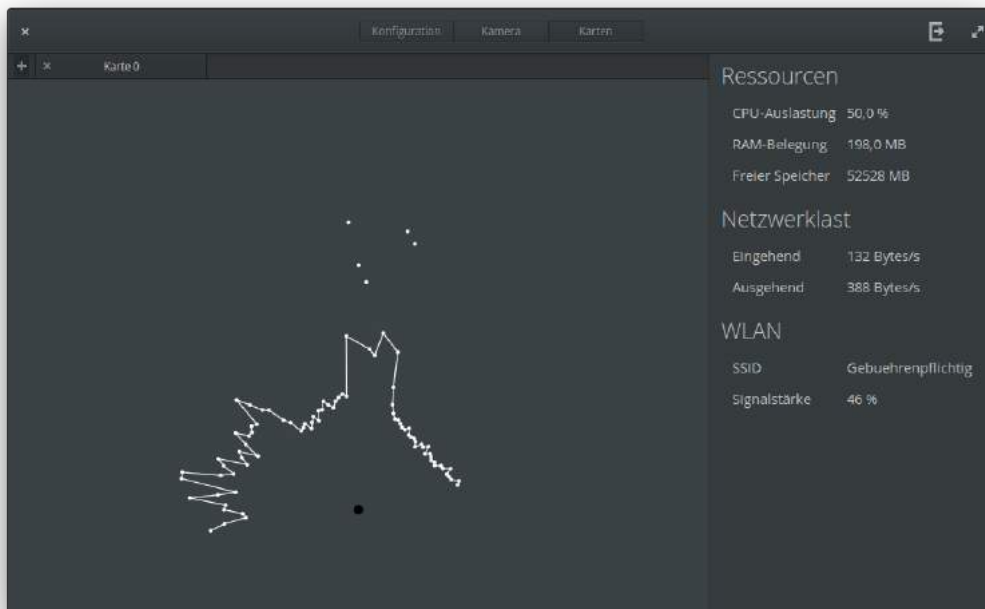 Konfiguration Kamera Karten
Karte 0
Ressourcen
CPU-Auslastung 50,0 %
RAM-Belegung 198,0 MB
Freier Speicher 52528 MB
Netzwerklast
Eingehend 132 Bytes/s
Ausgehend 388 Bytes/s
WLAN
SSID Gebuehrenpflichtig
Signalstärke 46 %